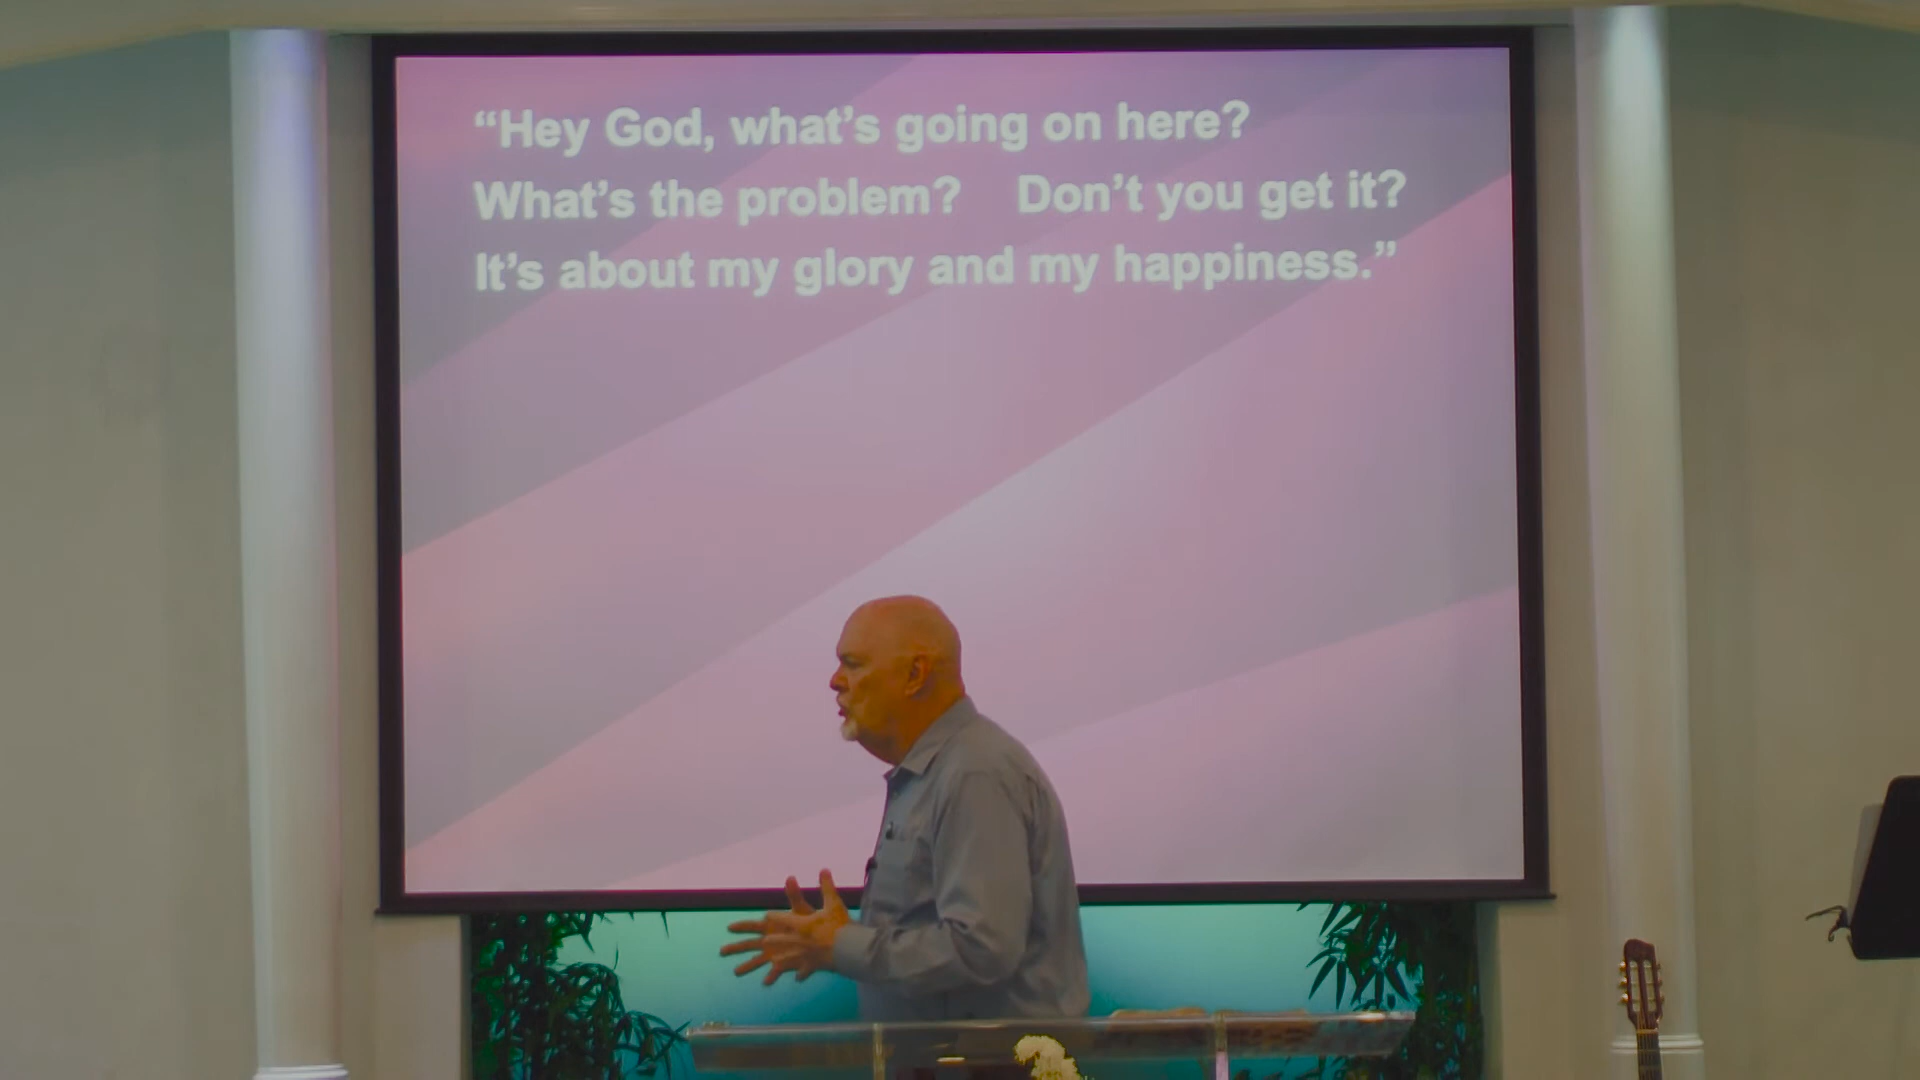 “Hey God, what’s going on here?
What’s the problem? Don’t you get it?
It’s about my glory and my happiness.”